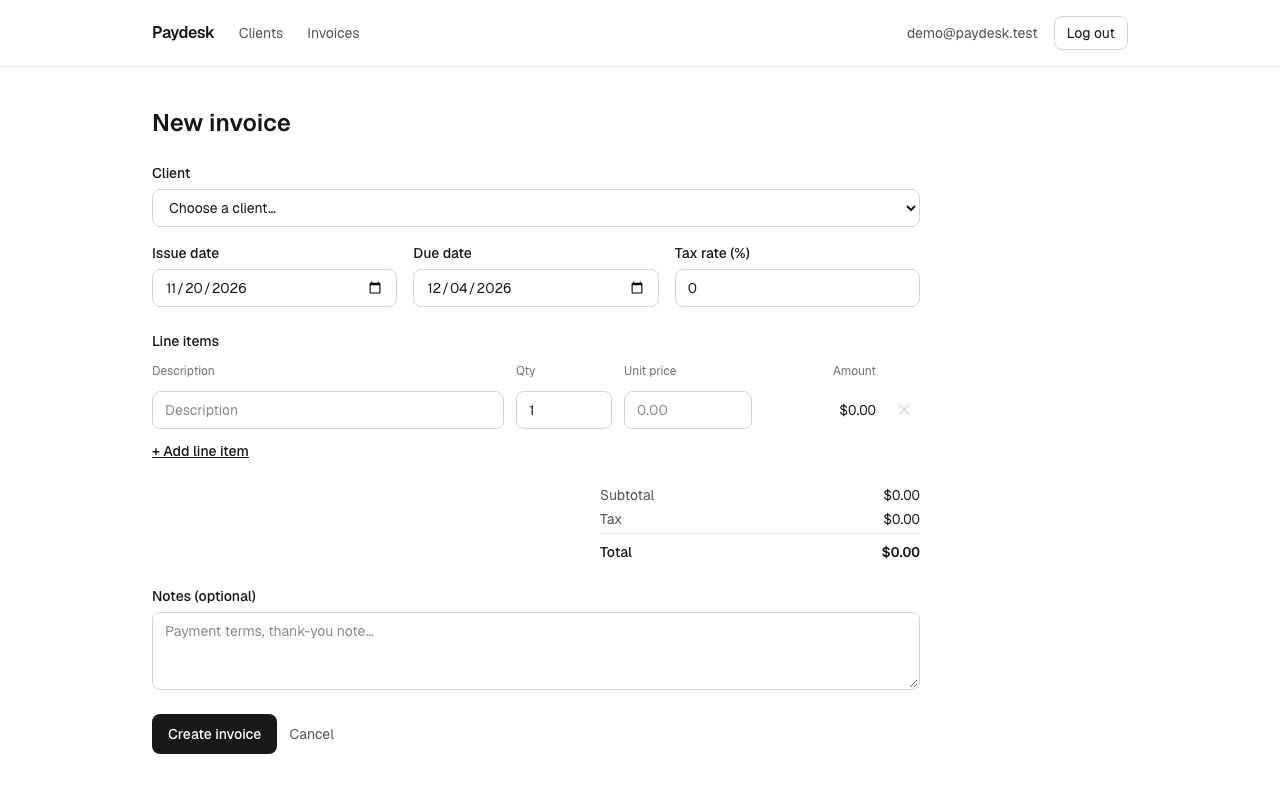 Paydesk Clients Invoices demo@paydesk.test Log out
New invoice
Client
Choose a client…
Issue date Due date Tax rate (%)
11/20/2026 12/04/2026 0
Line items
Description Qty Unit price Amount
Description 1 0.00 $0.00
+ Add line item
Subtotal $0.00
Tax $0.00
Total $0.00
Notes (optional)
Payment terms, thank-you note…
Create invoice Cancel